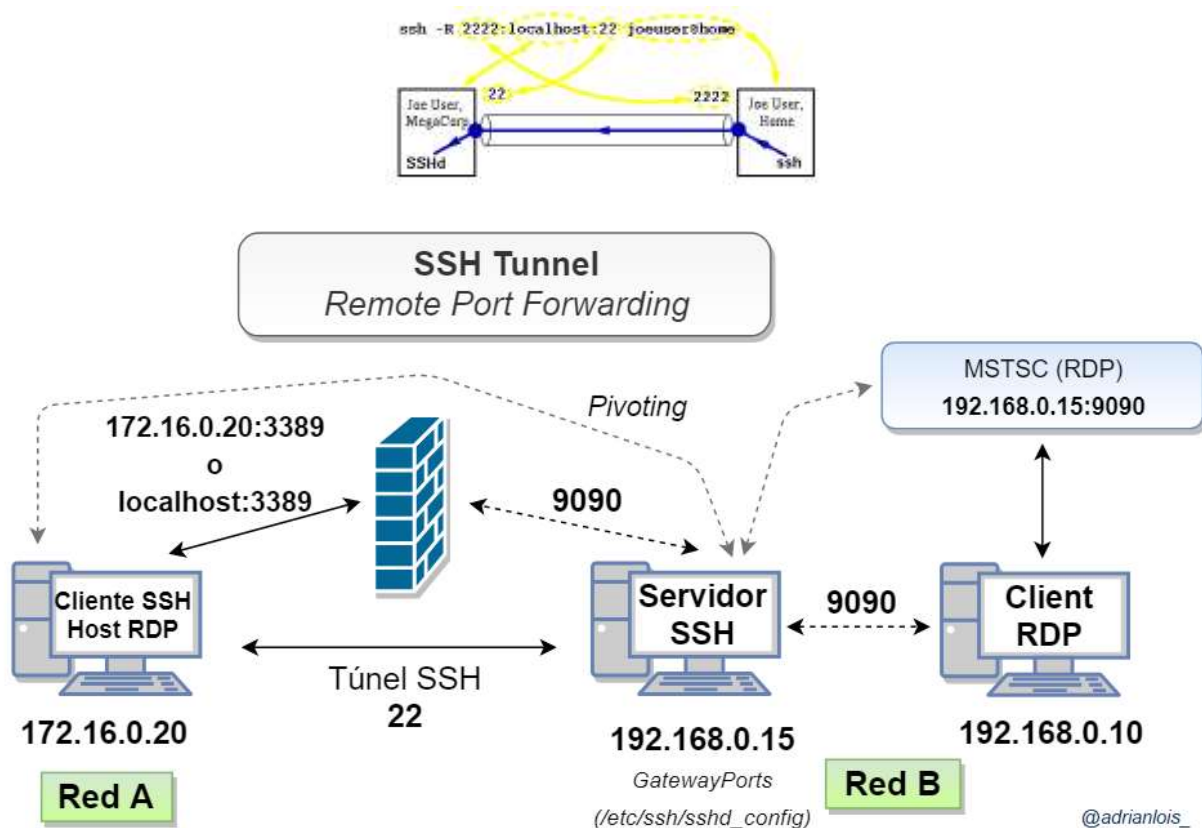 ssh -R 2222:localhost:22 joeuser@home
22
2222
Joe User,
MegaCorp
SSHd
Joe User,
Home
ssh
SSH Tunnel
Remote Port Forwarding
MSTSC (RDP)
192.168.0.15:9090
Pivoting
172.16.0.20:3389
o
localhost:3389
9090
Cliente SSH
Host RDP
Servidor
SSH
9090
Client
RDP
Túnel SSH
22
172.16.0.20
192.168.0.15
192.168.0.10
Red A
GatewayPorts
(/etc/ssh/sshd_config)
Red B
@adrianlois_